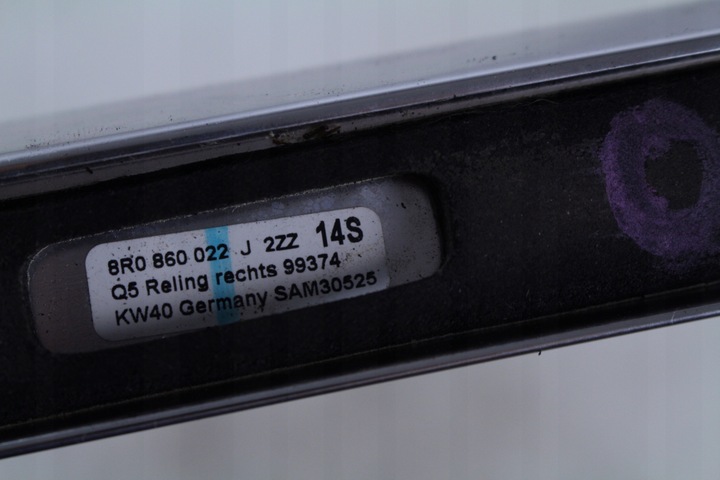 8R0 860 022 J 2ZZ 14S
Q5 Reling rechts 99374
KW40 Germany SAM30525